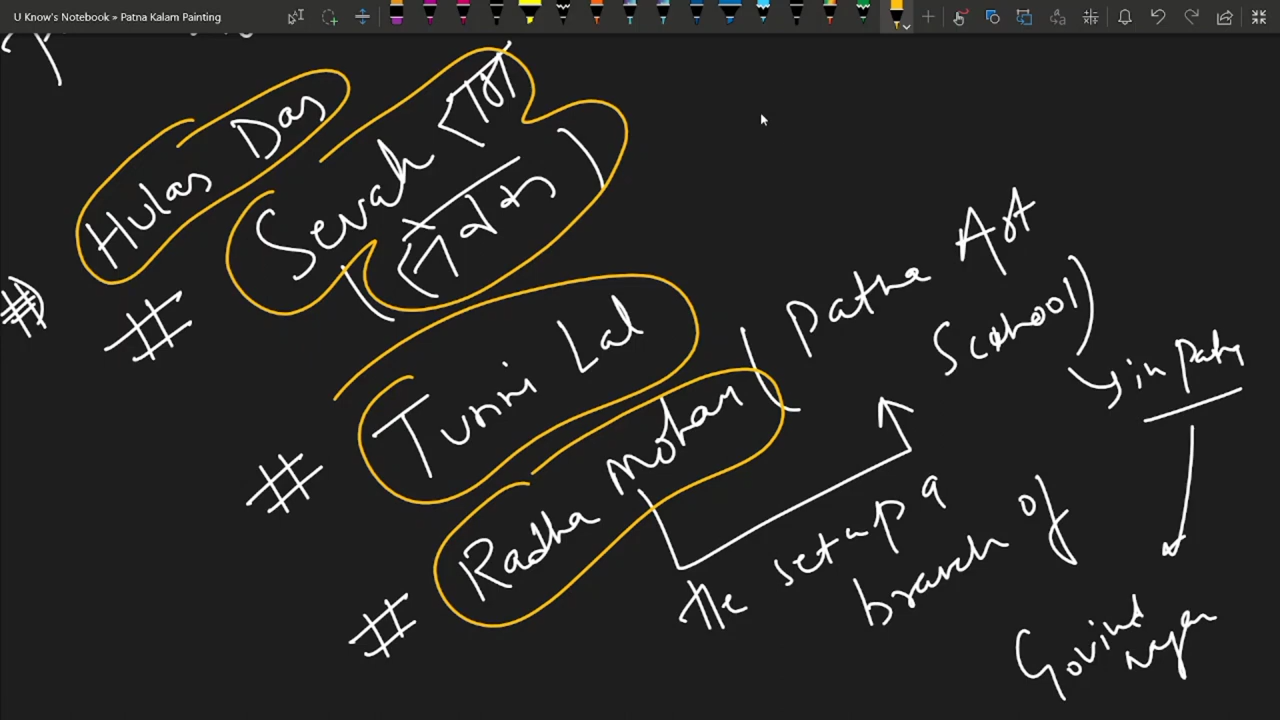 U Know's Notebook » Patna Kalam Painting
Hulas Das
# Sevak राम
#
Tunni Lal
# Radha Mohan (Patna Art School)
in Patna
#
He setup a branch of
Govind